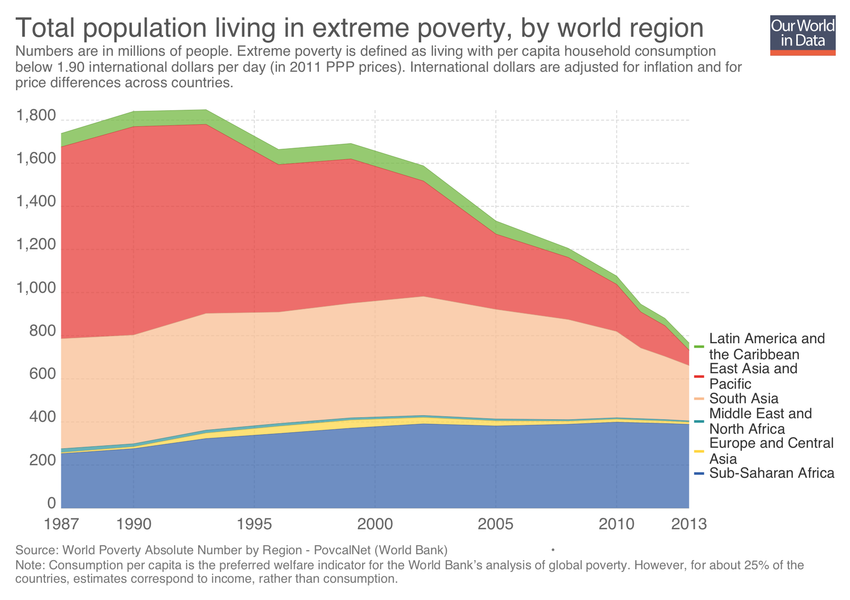 Total population living in extreme poverty, by world region
Our World
in Data
Numbers are in millions of people. Extreme poverty is defined as living with per capita household consumption
below 1.90 international dollars per day (in 2011 PPP prices). International dollars are adjusted for inflation and for
price differences across countries.
1,800
1,600
1,400
1,200
1,000
800
600
400
200
0
1987
1990
1995
2000
2005
2010
2013
Latin America and
the Caribbean
East Asia and
Pacific
South Asia
Middle East and
North Africa
Europe and Central
Asia
Sub-Saharan Africa
Source: World Poverty Absolute Number by Region - PovcalNet (World Bank)
Note: Consumption per capita is the preferred welfare indicator for the World Bank's analysis of global poverty. However, for about 25% of the
countries, estimates correspond to income, rather than consumption.